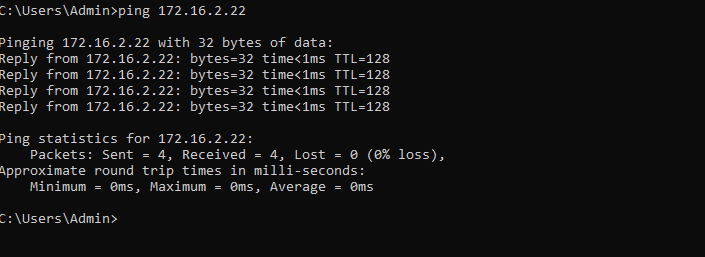 C:\Users\Admin>ping 172.16.2.22
Pinging 172.16.2.22 with 32 bytes of data:
Reply from 172.16.2.22: bytes=32 time<1ms TTL=128
Reply from 172.16.2.22: bytes=32 time<1ms TTL=128
Reply from 172.16.2.22: bytes=32 time<1ms TTL=128
Reply from 172.16.2.22: bytes=32 time<1ms TTL=128
Ping statistics for 172.16.2.22:
    Packets: Sent = 4, Received = 4, Lost = 0 (0% loss),
Approximate round trip times in milli-seconds:
    Minimum = 0ms, Maximum = 0ms, Average = 0ms
C:\Users\Admin>